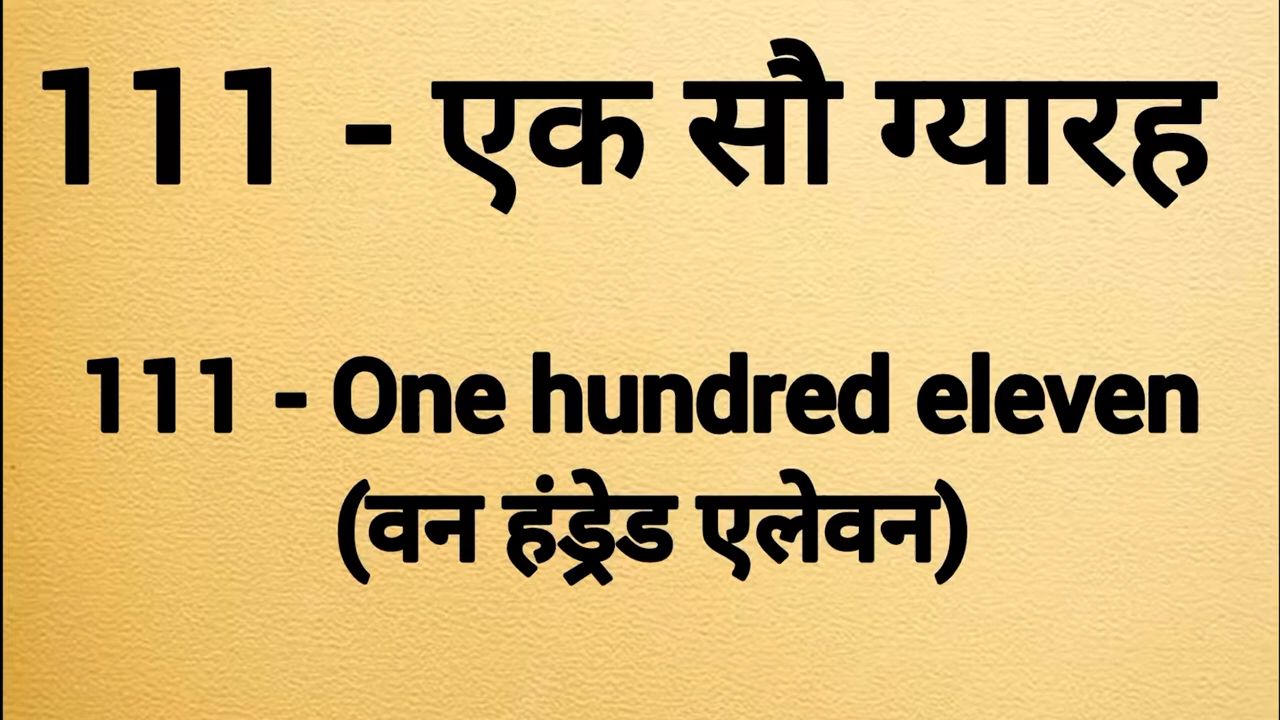 111 - एक सौ ग्यारह
111 - One hundred eleven
(वन हंड्रेड एलेवन)